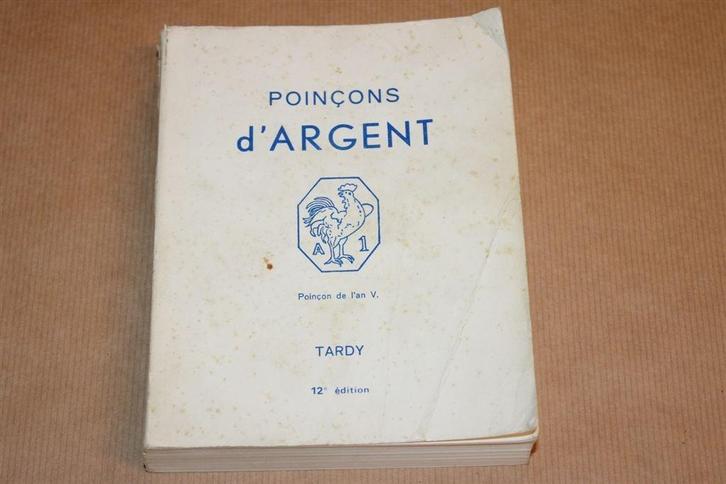 POINÇONS
d'ARGENT
A 1
Poinçon de l'an V.
TARDY
12e édition